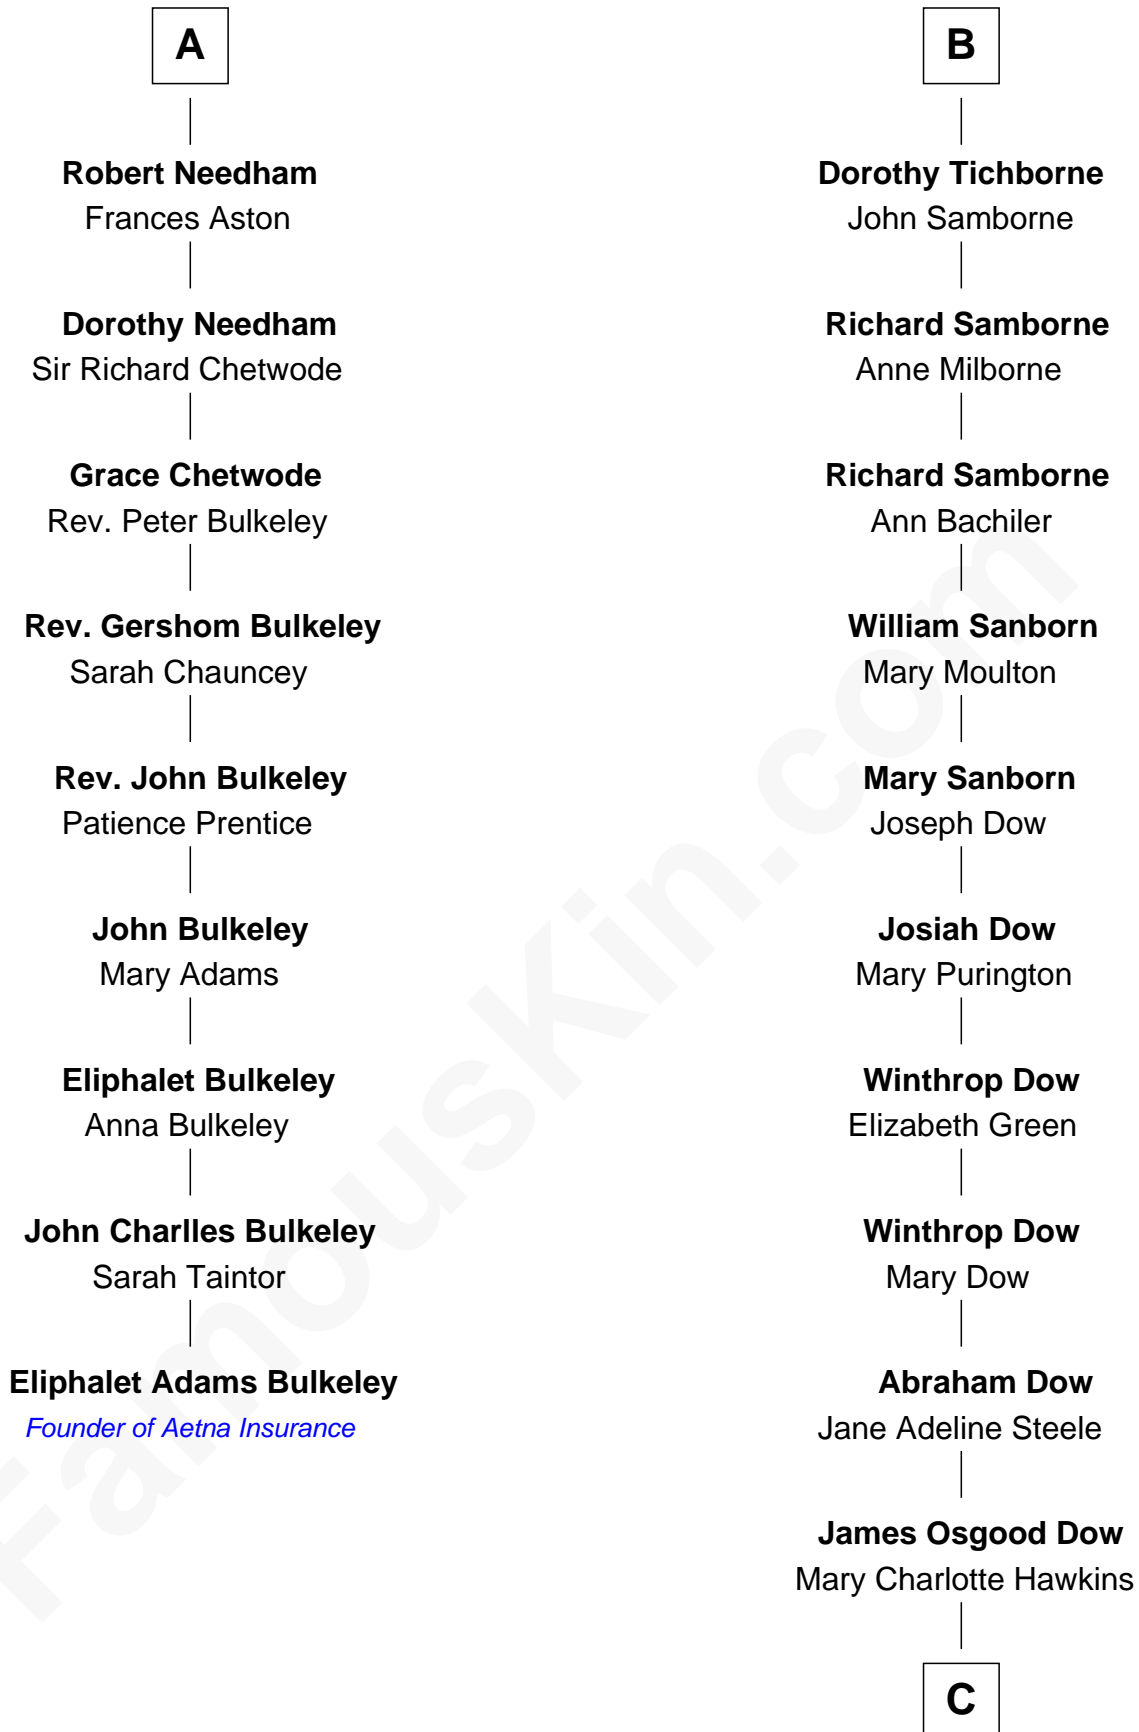 A
Robert Needham
Frances Aston
Dorothy Needham
Sir Richard Chetwode
Grace Chetwode
Rev. Peter Bulkeley
Rev. Gershom Bulkeley
Sarah Chauncey
Rev. John Bulkeley
Patience Prentice
John Bulkeley
Mary Adams
Eliphalet Bulkeley
Anna Bulkeley
John Charlles Bulkeley
Sarah Taintor
Eliphalet Adams Bulkeley
Founder of Aetna Insurance
B
Dorothy Tichborne
John Samborne
Richard Samborne
Anne Milborne
Richard Samborne
Ann Bachiler
William Sanborn
Mary Moulton
Mary Sanborn
Joseph Dow
Josiah Dow
Mary Purington
Winthrop Dow
Elizabeth Green
Winthrop Dow
Mary Dow
Abraham Dow
Jane Adeline Steele
James Osgood Dow
Mary Charlotte Hawkins
C
FamousKin.com